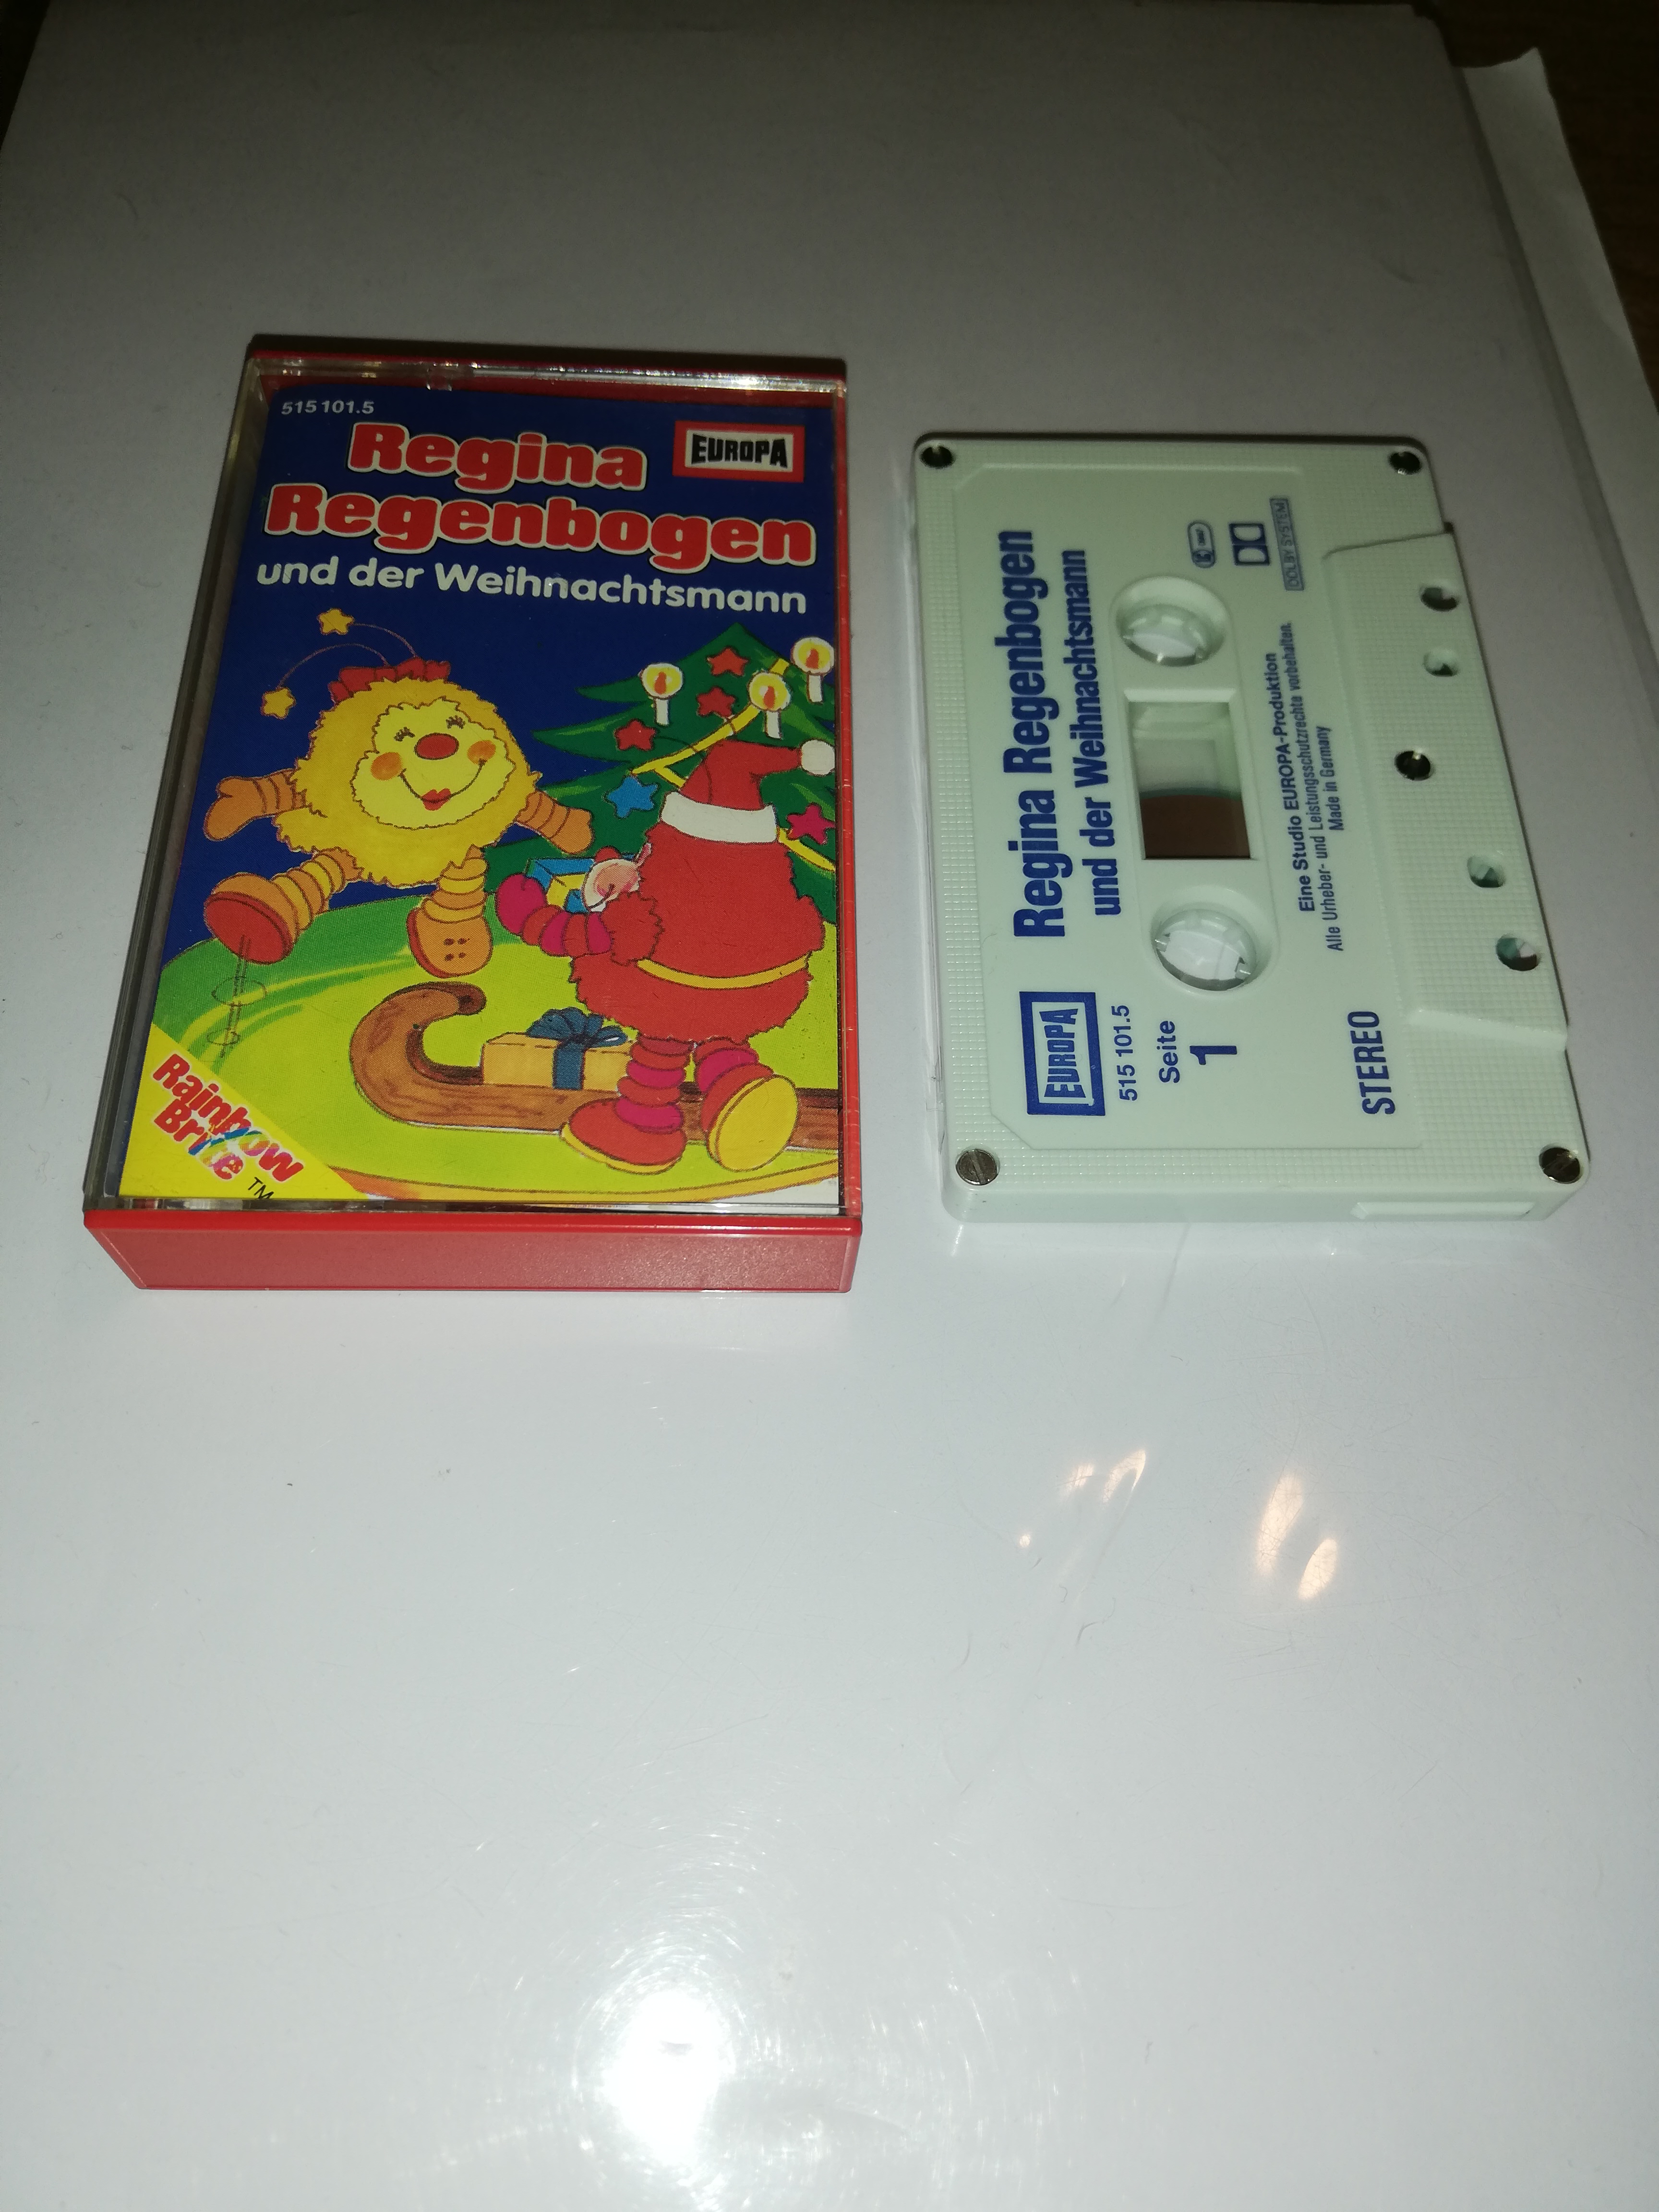 515 101.5
EUROPA
Regina
Regenbogen
und der Weihnachtsmann
Rainbow
Brite
TM
Regina Regenbogen
und der Weihnachtsmann
EUROPA
515 101.5
Seite
1
DOLBY SYSTEM
Eine Studio EUROPA-Produktion
Alle Urheber- und Leistungsschutzrechte vorbehalten.
Made in Germany
STEREO